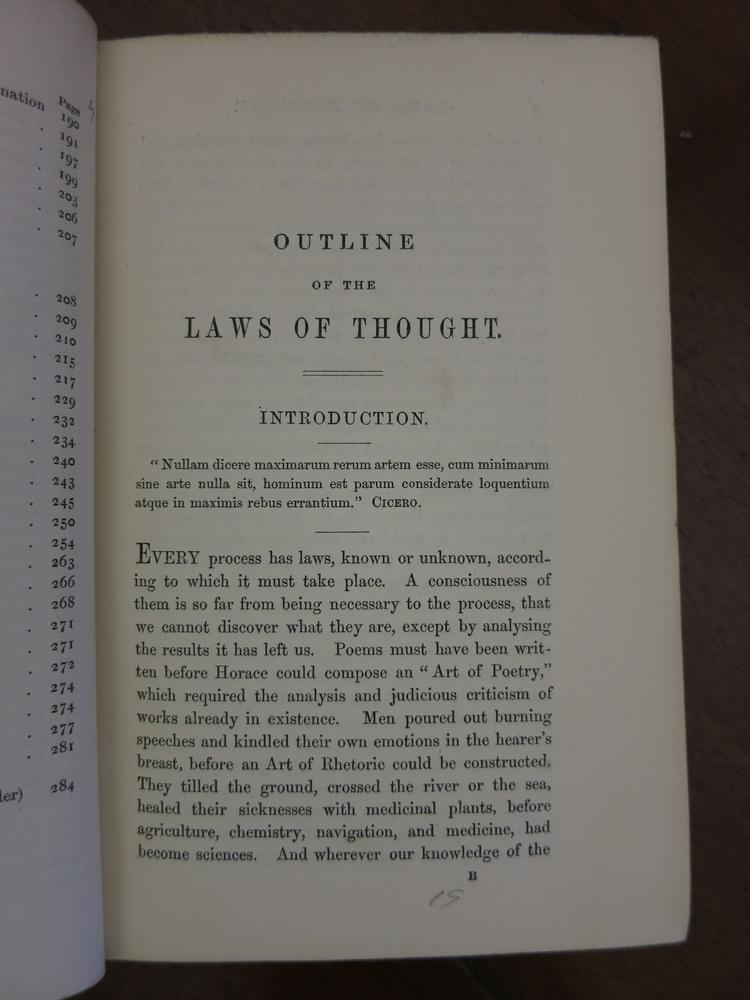 nation Page
190
191
197
199
203
206
207
208
209
210
215
217
229
232
234
240
243
245
250
254
263
266
268
271
271
272
274
274
277
281
ler) 284
OUTLINE
OF THE
LAWS OF THOUGHT.
INTRODUCTION.
“Nullam dicere maximarum rerum artem esse, cum minimarum
sine arte nulla sit, hominum est parum considerate loquentium
atque in maximis rebus errantium.” CICERO.
EVERY process has laws, known or unknown, accord-
ing to which it must take place. A consciousness of
them is so far from being necessary to the process, that
we cannot discover what they are, except by analysing
the results it has left us. Poems must have been writ-
ten before Horace could compose an “Art of Poetry,”
which required the analysis and judicious criticism of
works already in existence. Men poured out burning
speeches and kindled their own emotions in the hearer’s
breast, before an Art of Rhetoric could be constructed.
They tilled the ground, crossed the river or the sea,
healed their sicknesses with medicinal plants, before
agriculture, chemistry, navigation, and medicine, had
become sciences. And wherever our knowledge of the
B